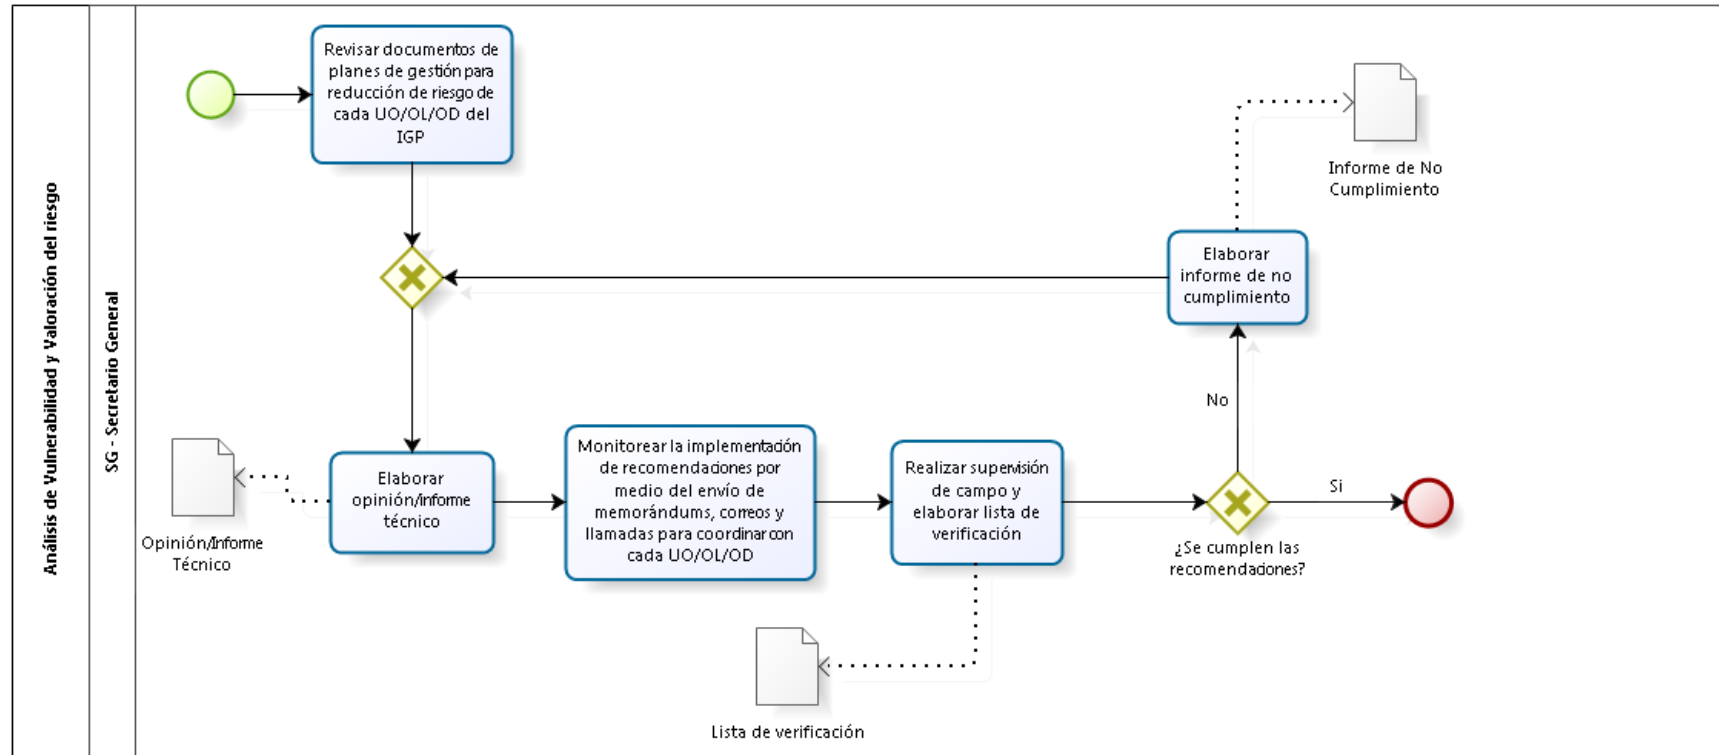 Análisis de Vulnerabilidad y Valoración del riesgo
SG - Secretario General
Revisar documentos de
planes de gestión para
reducción de riesgo de
cada UO/OL/OD del
IGP
Informe de No
Cumplimiento
Elaborar
informe de no
cumplimiento
No
Opinión/Informe
Técnico
Elaborar
opinión/informe
técnico
Monitorear la implementación
de recomendaciones por
medio del envío de
memorándums, correos y
llamadas para coordinar con
cada UO/OL/OD
Realizar supervisión
de campo y
elaborar lista de
verificación
Si
¿Se cumplen las
recomendaciones?
Lista de verificación